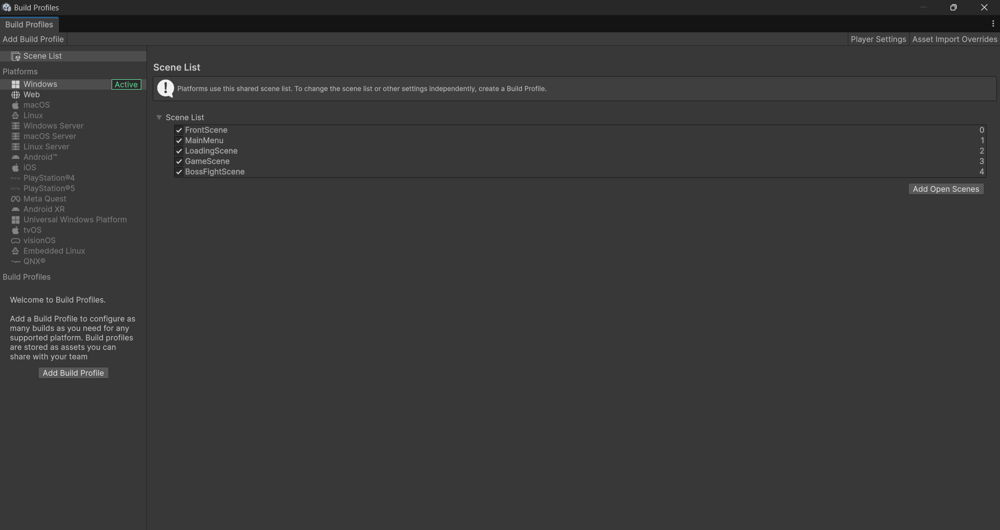 Build Profiles
Build Profiles
Add Build Profile
Player Settings
Asset Import Overrides
Scene List
Platforms
Windows
Active
Web
macOS
Linux
Windows Server
macOS Server
Linux Server
Android™
iOS
PlayStation®4
PlayStation®5
Meta Quest
Android XR
Universal Windows Platform
tvOS
visionOS
Embedded Linux
QNX®
Build Profiles
Welcome to Build Profiles.
Add a Build Profile to configure as
many builds as you need for any
supported platform. Build profiles
are stored as assets you can
share with your team
Add Build Profile
Scene List
Platforms use this shared scene list. To change the scene list or other settings independently, create a Build Profile.
Scene List
FrontScene 0
MainMenu 1
LoadingScene 2
GameScene 3
BossFightScene 4
Add Open Scenes